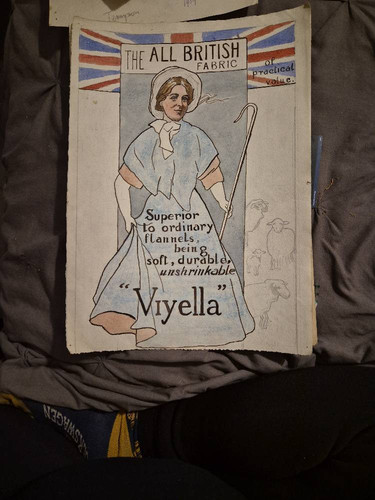 THE ALL BRITISH
FABRIC
of
practical
value.
Superior
to ordinary
flannels,
being
soft, durable,
unshrinkable
"Viyella"